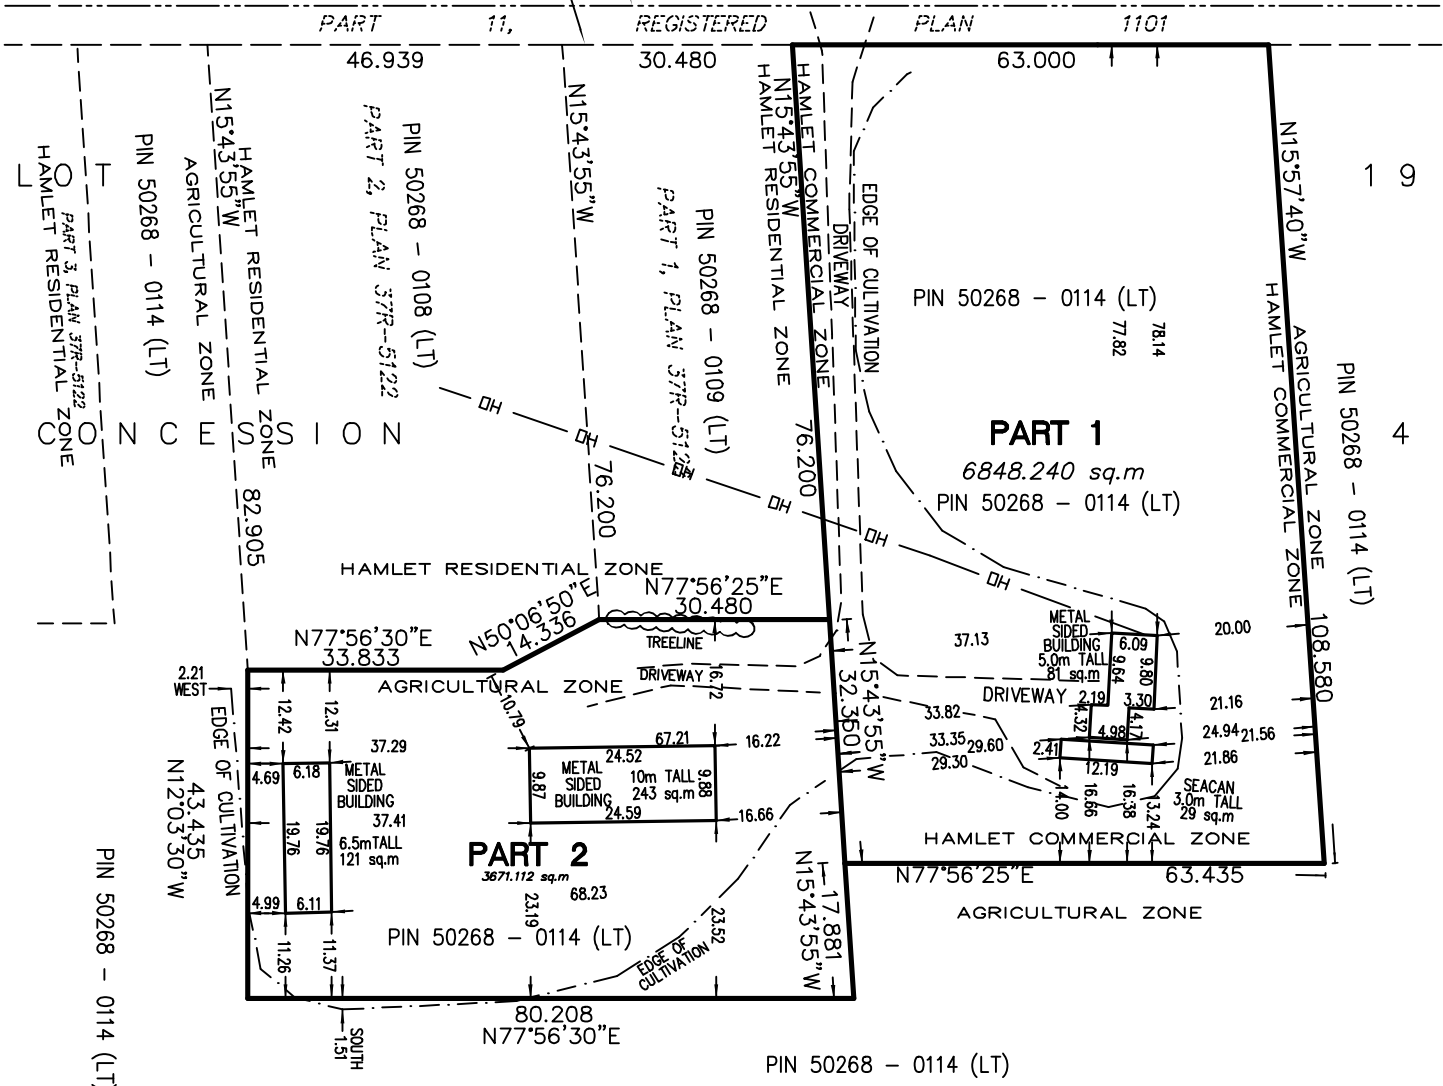 PART 11, REGISTERED PLAN 1101
46.939
30.480
63.000
LOT
19
CONCESSION
4
HAMLET RESIDENTIAL ZONE
PART 3, PLAN 37R-5122
PIN 50268 - 0114 (LT)
AGRICULTURAL ZONE
N15°43'55"W
HAMLET RESIDENTIAL ZONE
82.905
PART 2, PLAN 37R-5122
PIN 50268 - 0108 (LT)
N15°43'55"W
76.200
PART 1, PLAN 37R-5122
PIN 50268 - 0109 (LT)
HAMLET RESIDENTIAL ZONE
N15°43'55"W
HAMLET COMMERCIAL ZONE
76.200
DRIVEWAY
EDGE OF CULTIVATION
OH
OH
OH
OH
OH
OH
PIN 50268 - 0114 (LT)
77.82
78.14
PART 1
6848.240 sq.m
PIN 50268 - 0114 (LT)
N15°57'40"W
HAMLET COMMERCIAL ZONE
AGRICULTURAL ZONE
PIN 50268 - 0114 (LT)
108.580
HAMLET RESIDENTIAL ZONE
N77°56'25"E
30.480
N50°06'50"E
14.336
N77°56'30"E
33.833
TREELINE
DRIVEWAY
16.72
AGRICULTURAL ZONE
2.21
WEST
12.42
12.31
10.79
37.29
67.21
16.22
24.52
4.69
6.18
METAL
SIDED
BUILDING
6.5mTALL
121 sq.m
19.76
19.76
37.41
9.87
METAL
SIDED
BUILDING
10m TALL
243 sq.m
9.88
24.59
16.66
4.99
6.11
11.26
11.37
EDGE OF CULTIVATION
43.435
N12°03'30"W
PART 2
3671.112 sq.m
23.19
68.23
23.52
PIN 50268 - 0114 (LT)
EDGE OF
CULTIVATION
N15°43'55"W
32.350
N15°43'55"W
17.881
37.13
METAL
SIDED
BUILDING
5.0m TALL
81 sq.m
6.09
9.64
9.80
20.00
DRIVEWAY
2.19
3.30
21.16
33.82
4.32
4.98
4.17
24.94
21.56
33.35
29.60
2.41
21.86
29.30
12.19
14.00
16.66
16.38
13.24
SEACAN
3.0m TALL
29 sq.m
HAMLET COMMERCIAL ZONE
N77°56'25"E
63.435
AGRICULTURAL ZONE
80.208
N77°56'30"E
SOUTH
1.51
PIN 50268 - 0114 (LT)
PIN 50268 - 0114 (LT)